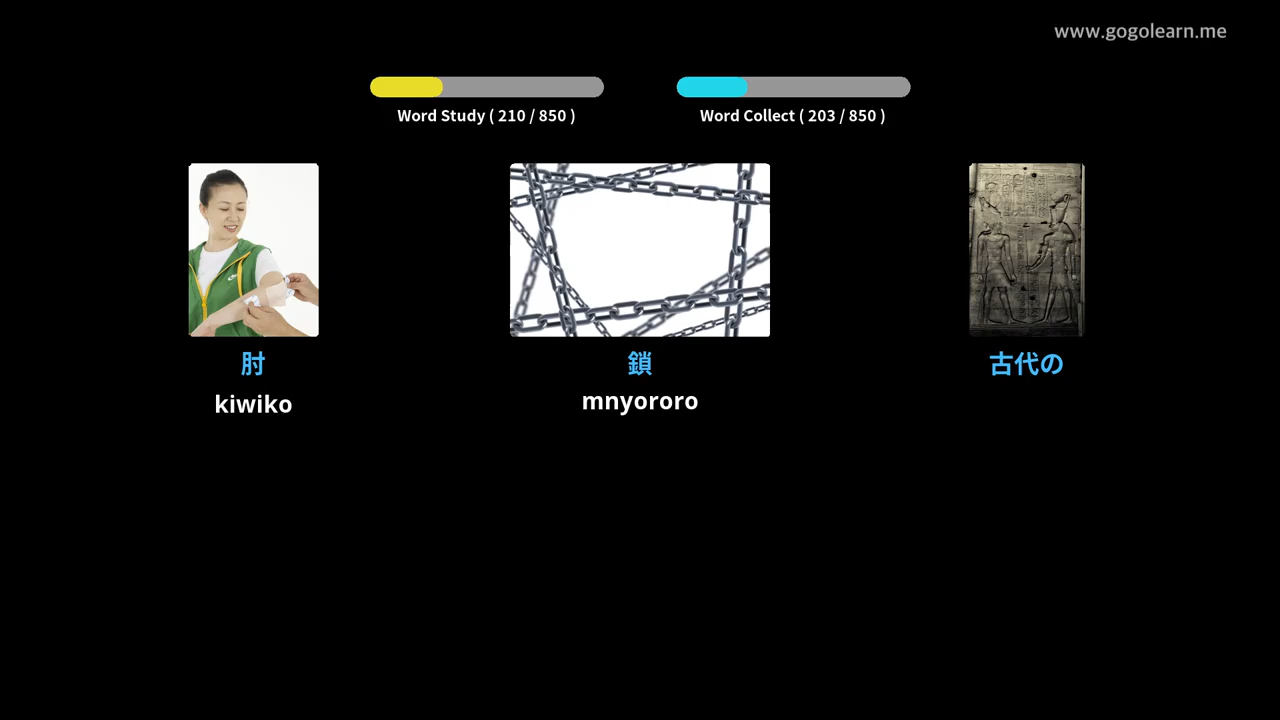 www.gogolearn.me
Word Study ( 210 / 850 )
Word Collect ( 203 / 850 )
肘
kiwiko
鎖
mnyororo
古代の